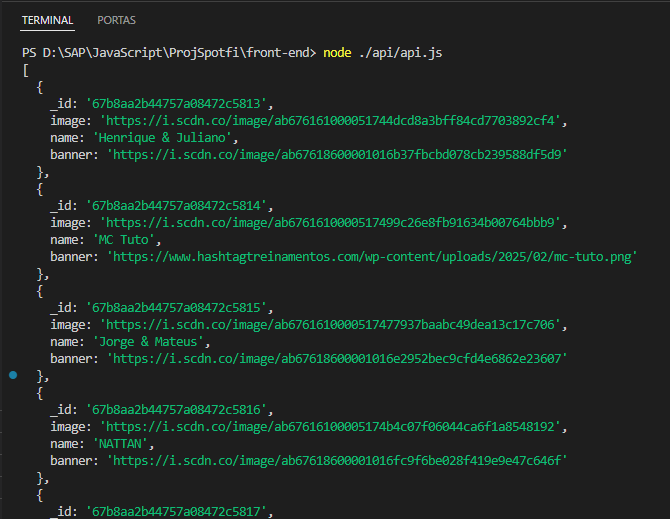 TERMINAL PORTAS
PS D:\SAP\JavaScript\ProjSpotfi\front-end> node ./api/api.js
[
{
_id: '67b8aa2b44757a08472c5813',
image: 'https://i.scdn.co/image/ab676161000051744dcd8a3bff84cd7703892cf4',
name: 'Henrique & Juliano',
banner: 'https://i.scdn.co/image/ab67618600001016b37fbcbd078cb239588df5d9'
},
{
_id: '67b8aa2b44757a08472c5814',
image: 'https://i.scdn.co/image/ab6761610000517499c26e8fb91634b00764bbb9',
name: 'MC Tuto',
banner: 'https://www.hashtagtreinamentos.com/wp-content/uploads/2025/02/mc-tuto.png'
},
{
_id: '67b8aa2b44757a08472c5815',
image: 'https://i.scdn.co/image/ab6761610000517477937baabc49dea13c17c706',
name: 'Jorge & Mateus',
banner: 'https://i.scdn.co/image/ab67618600001016e2952bec9cfd4e6862e23607'
},
{
_id: '67b8aa2b44757a08472c5816',
image: 'https://i.scdn.co/image/ab67616100005174b4c07f06044ca6f1a8548192',
name: 'NATTAN',
banner: 'https://i.scdn.co/image/ab67618600001016fc9f6be028f419e9e47c646f'
},
{
_id: '67b8aa2b44757a08472c5817',